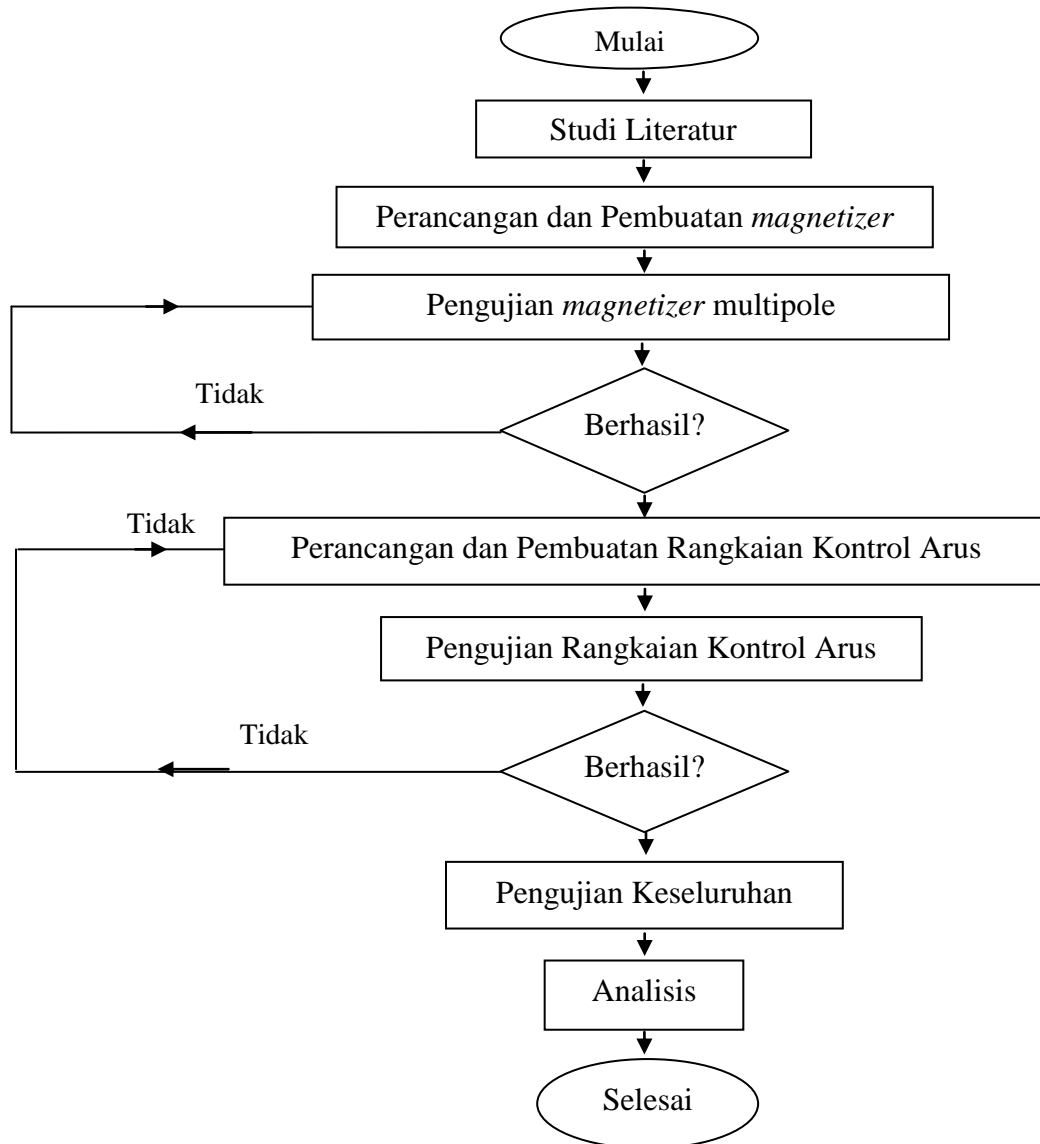 Mulai
Studi Literatur
Perancangan dan Pembuatan magnetizer
Pengujian magnetizer multipole
Tidak
Berhasil?
Tidak
Perancangan dan Pembuatan Rangkaian Kontrol Arus
Pengujian Rangkaian Kontrol Arus
Tidak
Berhasil?
Pengujian Keseluruhan
Analisis
Selesai